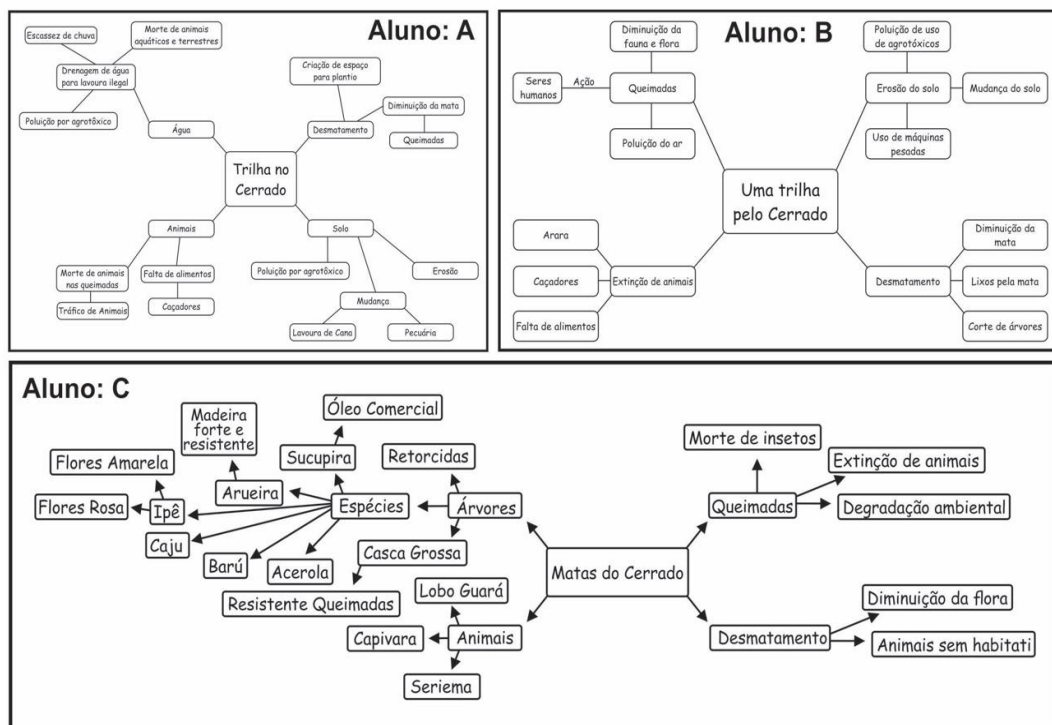 Aluno: A
Escassez de chuva
Morte de animais
aquáticos e terrestres
Drenagem de água
para lavoura ilegal
Poluição por agrotôxico
Água
Criação de espaço
para plantio
Desmatamento
Diminuição da mata
Queimadas
Trilha no
Cerrado
Animais
Morte de animais
nas queimadas
Tráfico de Animais
Falta de alimentos
Caçadores
Solo
Poluição por agrotôxico
Erosão
Mudança
Lavoura de Cana
Pecuária
Aluno: B
Diminuição da
fauna e flora
Seres
humanos
Ação
Queimadas
Poluição do ar
Poluição de uso
de agrotóxicos
Erosão do solo
Mudança do solo
Uso de máquinas
pesadas
Uma trilha
pelo Cerrado
Arara
Caçadores
Extinção de animais
Falta de alimentos
Diminuição da
mata
Desmatamento
Lixos pela mata
Corte de árvores
Aluno: C
Óleo Comercial
Madeira
forte e
resistente
Sucupira
Retorcidas
Flores Amarela
Arueira
Espécies
Árvores
Flores Rosa
Ipê
Caju
Barú
Acerola
Casca Grossa
Resistente Queimadas
Matas do Cerrado
Lobo Guará
Capivara
Animais
Seriema
Morte de insetos
Extinção de animais
Queimadas
Degradação ambiental
Diminuição da flora
Desmatamento
Animais sem habitati